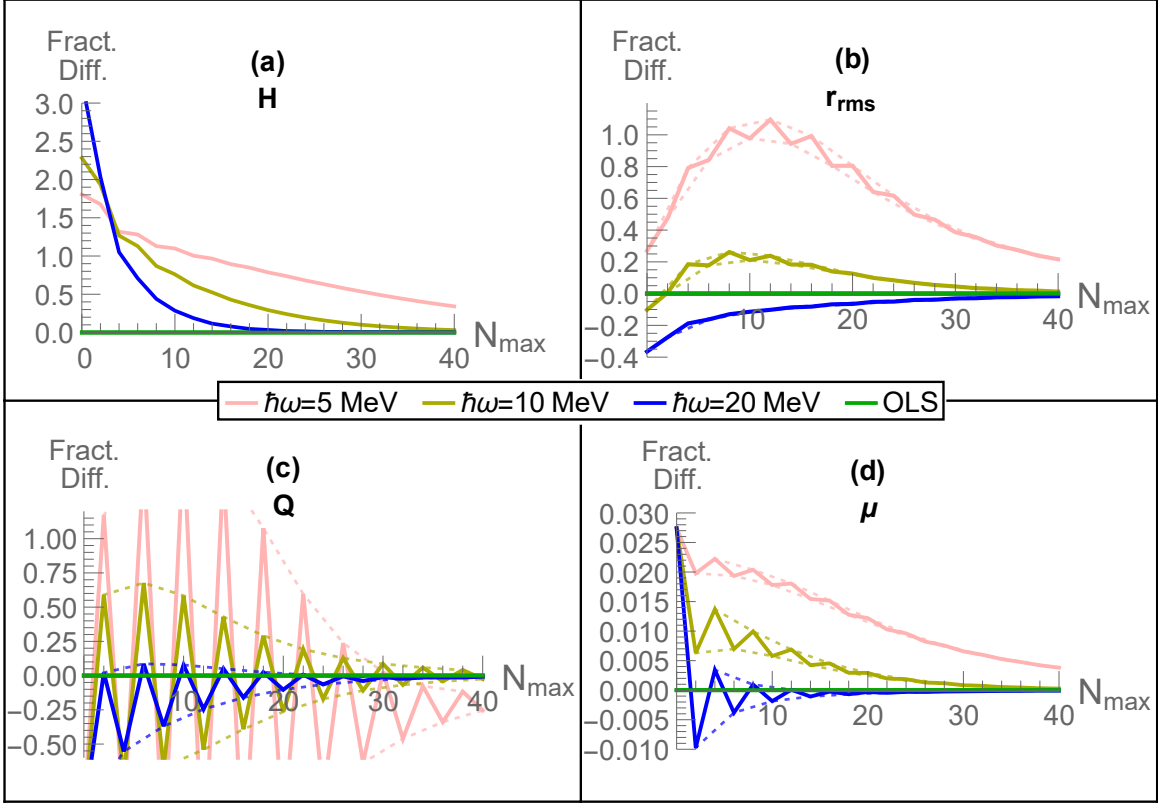 Fract.
Diff.
(a)
H
3.0
2.5
2.0
1.5
1.0
0.5
0.0
0
10
20
30
40
N_max
Fract.
Diff.
(b)
r_rms
1.0
0.8
0.6
0.4
0.2
0.0
−0.2
−0.4
10
20
30
40
N_max
ħω=5 MeV ħω=10 MeV ħω=20 MeV OLS
Fract.
Diff.
(c)
Q
1.00
0.75
0.50
0.25
0.00
−0.25
−0.50
10
20
30
40
N_max
Fract.
Diff.
(d)
μ
0.030
0.025
0.020
0.015
0.010
0.005
0.000
−0.005
−0.010
10
20
30
40
N_max